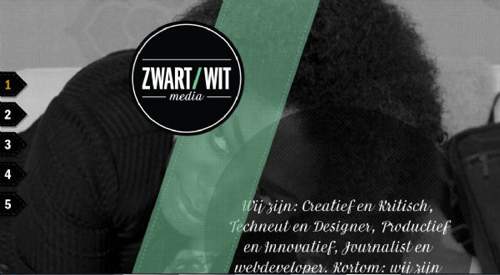 ZWART/WIT
media
1
2
3
4
5
Wij zijn: Creatief en Kritisch,
Techneut en Designer, Productief
en Innovatief, Journalist en
webdeveloper. Kortom: wij zijn